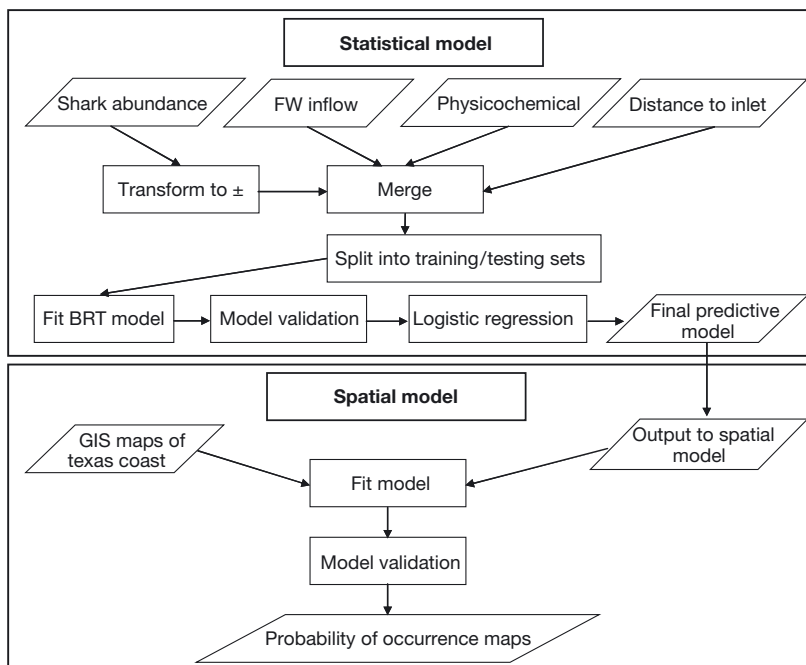 Statistical model
Shark abundance
FW inflow
Physicochemical
Distance to inlet
Transform to ±
Merge
Split into training/testing sets
Fit BRT model
Model validation
Logistic regression
Final predictive
model
Spatial model
GIS maps of
texas coast
Output to spatial
model
Fit model
Model validation
Probability of occurrence maps